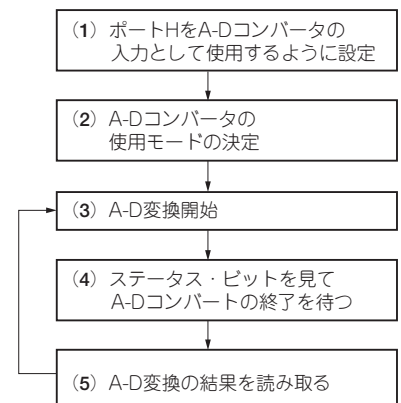 （1）ポートHをA-Dコンバータの
入力として使用するように設定
（2）A-Dコンバータの
使用モードの決定
（3）A-D変換開始
（4）ステータス・ビットを見て
A-Dコンバートの終了を待つ
（5）A-D変換の結果を読み取る